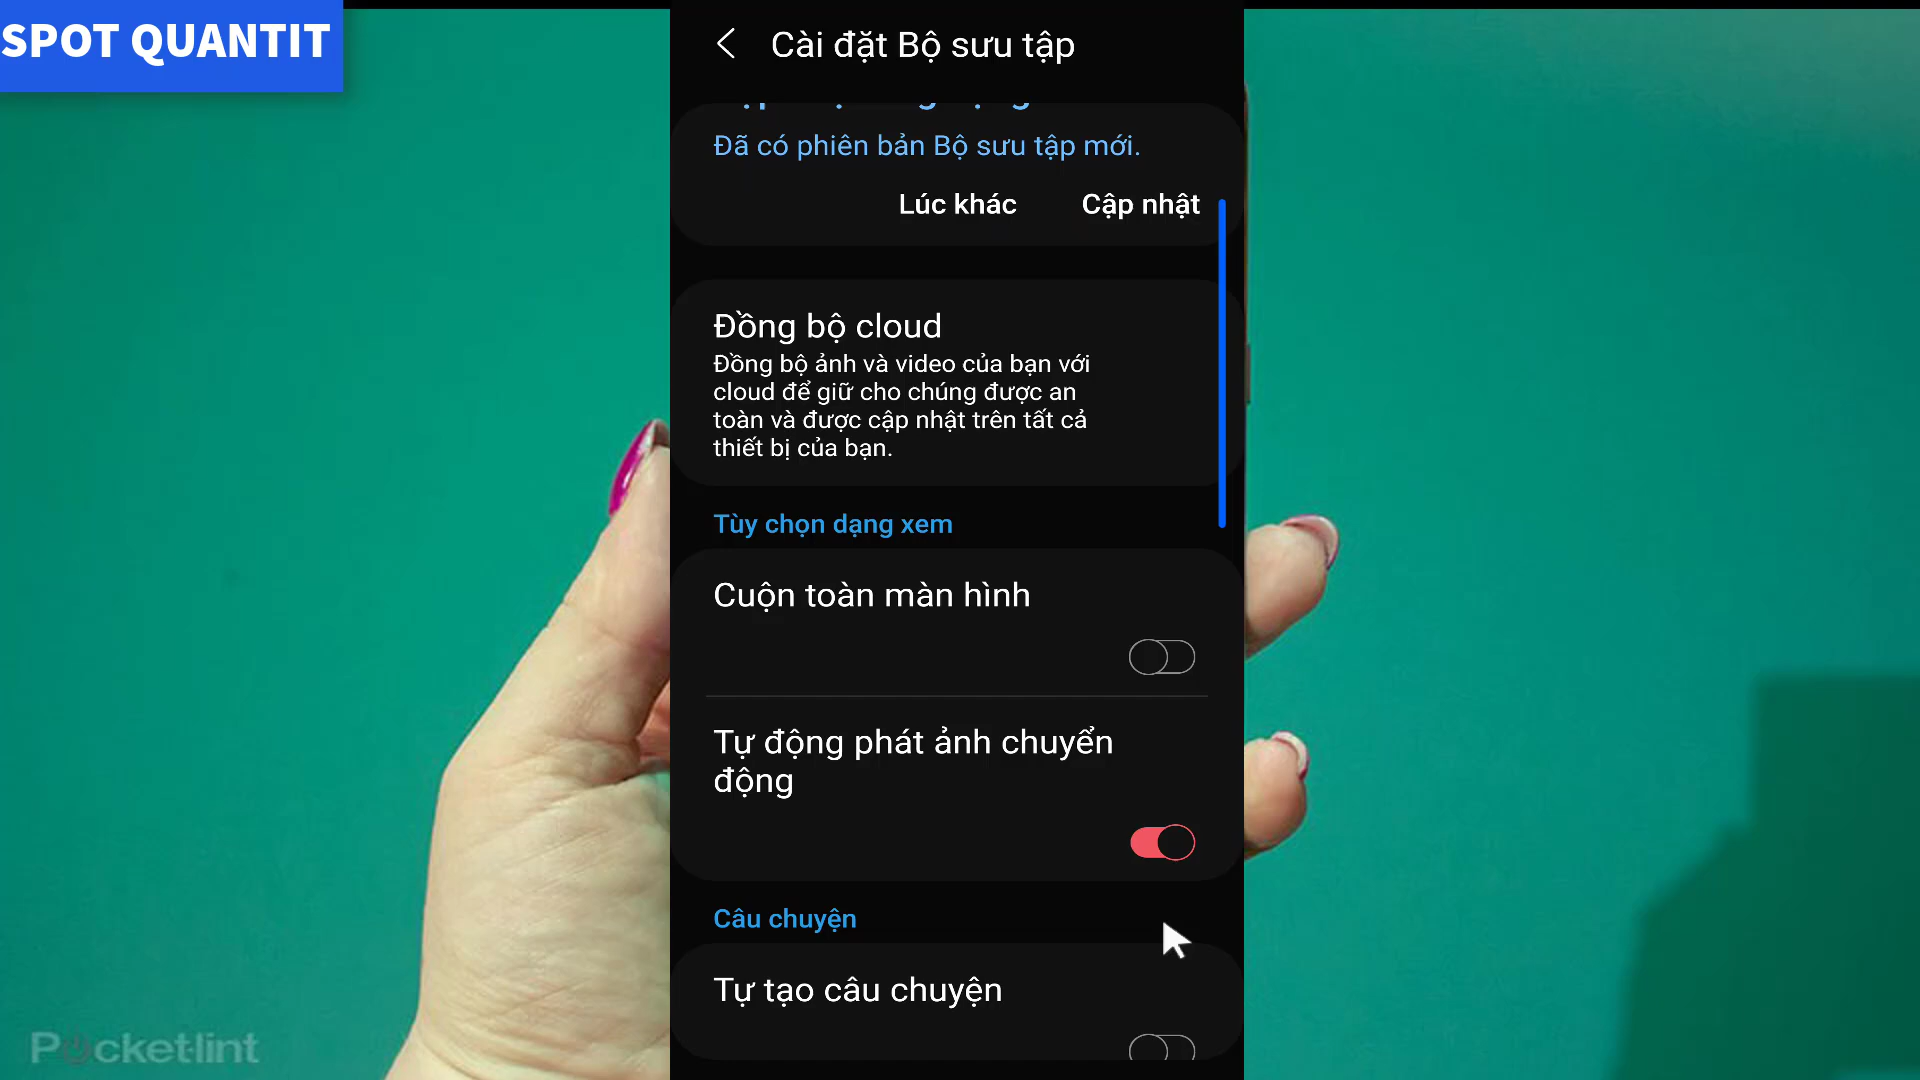 SPOT QUANTIT
Cài đặt Bộ sưu tập
Đã có phiên bản Bộ sưu tập mới.
Lúc khác Cập nhật
Đồng bộ cloud
Đồng bộ ảnh và video của bạn với
cloud để giữ cho chúng được an
toàn và được cập nhật trên tất cả
thiết bị của bạn.
Tùy chọn dạng xem
Cuộn toàn màn hình
Tự động phát ảnh chuyển
động
Câu chuyện
Tự tạo câu chuyện
Pocket-lint